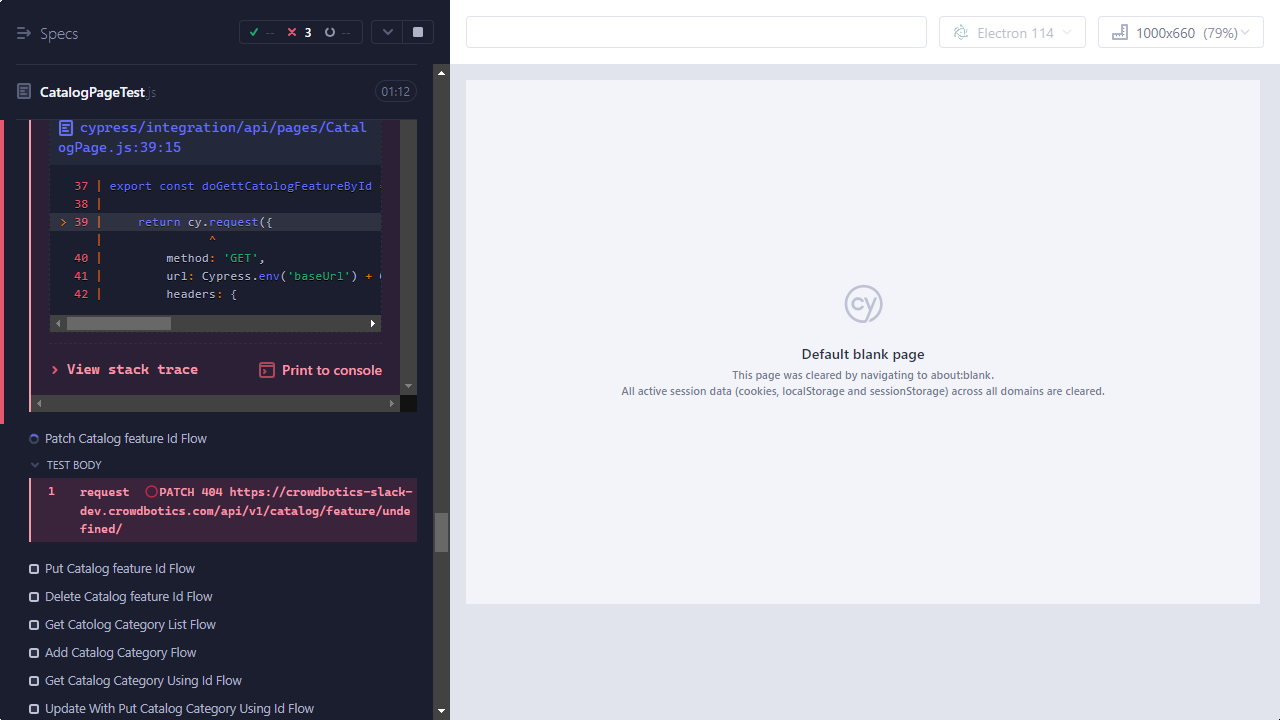 Specs
--
3
--
Electron 114
1000x660 (79%)
CatalogPageTest.js
01:12
cypress/integration/api/pages/Catal
ogPage.js:39:15
37 | export const doGettCatologFeatureById
38 |
> 39 | return cy.request({
| ^
40 | method: 'GET',
41 | url: Cypress.env('baseUrl') +
42 | headers: {
View stack trace
Print to console
Patch Catalog feature Id Flow
TEST BODY
1 request PATCH 404 https://crowdbotics-slack-
dev.crowdbotics.com/api/v1/catalog/feature/unde
fined/
Put Catalog feature Id Flow
Delete Catalog feature Id Flow
Get Catolog Category List Flow
Add Catalog Category Flow
Get Catalog Category Using Id Flow
Update With Put Catalog Category Using Id Flow
cy
Default blank page
This page was cleared by navigating to about:blank.
All active session data (cookies, localStorage and sessionStorage) across all domains are cleared.